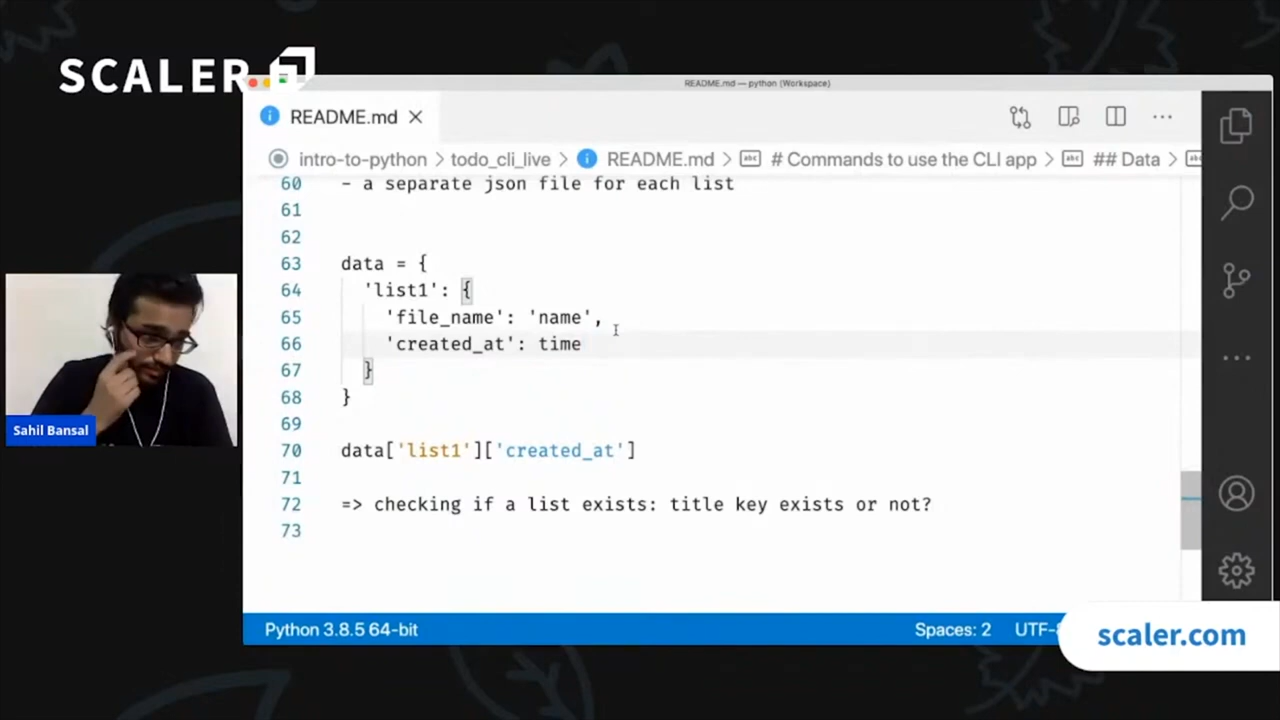 SCALER
README.md — python (Workspace)
README.md
intro-to-python > todo_cli_live > README.md > # Commands to use the CLI app > ## Data >
60 - a separate json file for each list
61
62
63 data = {
64 'list1': {
65 'file_name': 'name',
66 'created_at': time
67 }
68 }
69
70 data['list1']['created_at']
71
72 => checking if a list exists: title key exists or not?
73
Sahil Bansal
Python 3.8.5 64-bit
Spaces: 2
UTF-8
scaler.com